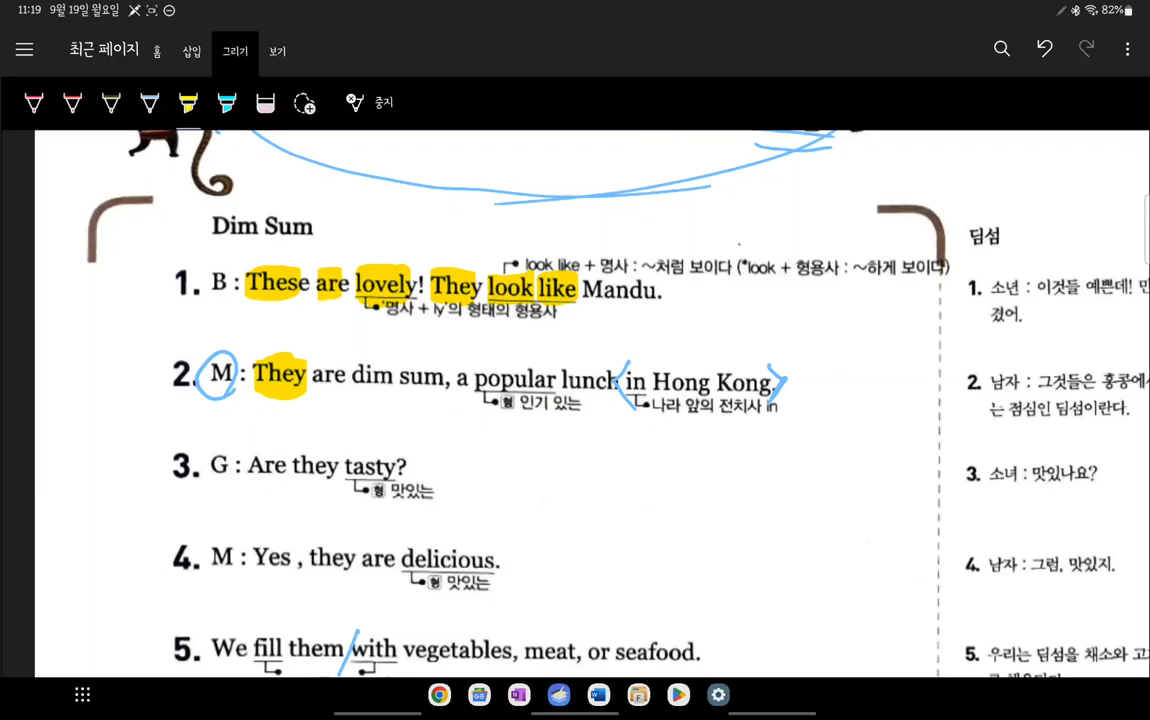 11:19 9월 19일 월요일 82%
최근 페이지 홈 삽입 그리기 보기
중지
Dim Sum
딤섬
look like + 명사 : ~처럼 보이다 (*look + 형용사 : ~하게 보이다)
1. B : These are lovely! They look like Mandu.
'명사 + ly'의 형태의 형용사
1. 소년 : 이것들 예쁜데! 만
겼어.
2. M : They are dim sum, a popular lunch in Hong Kong.
형 인기 있는
나라 앞의 전치사 in
2. 남자 : 그것들은 홍콩에서
는 점심인 딤섬이란다.
3. G : Are they tasty?
형 맛있는
3. 소녀 : 맛있나요?
4. M : Yes , they are delicious.
형 맛있는
4. 남자 : 그럼, 맛있지.
5. We fill them with vegetables, meat, or seafood.
5. 우리는 딤섬을 채소와 고